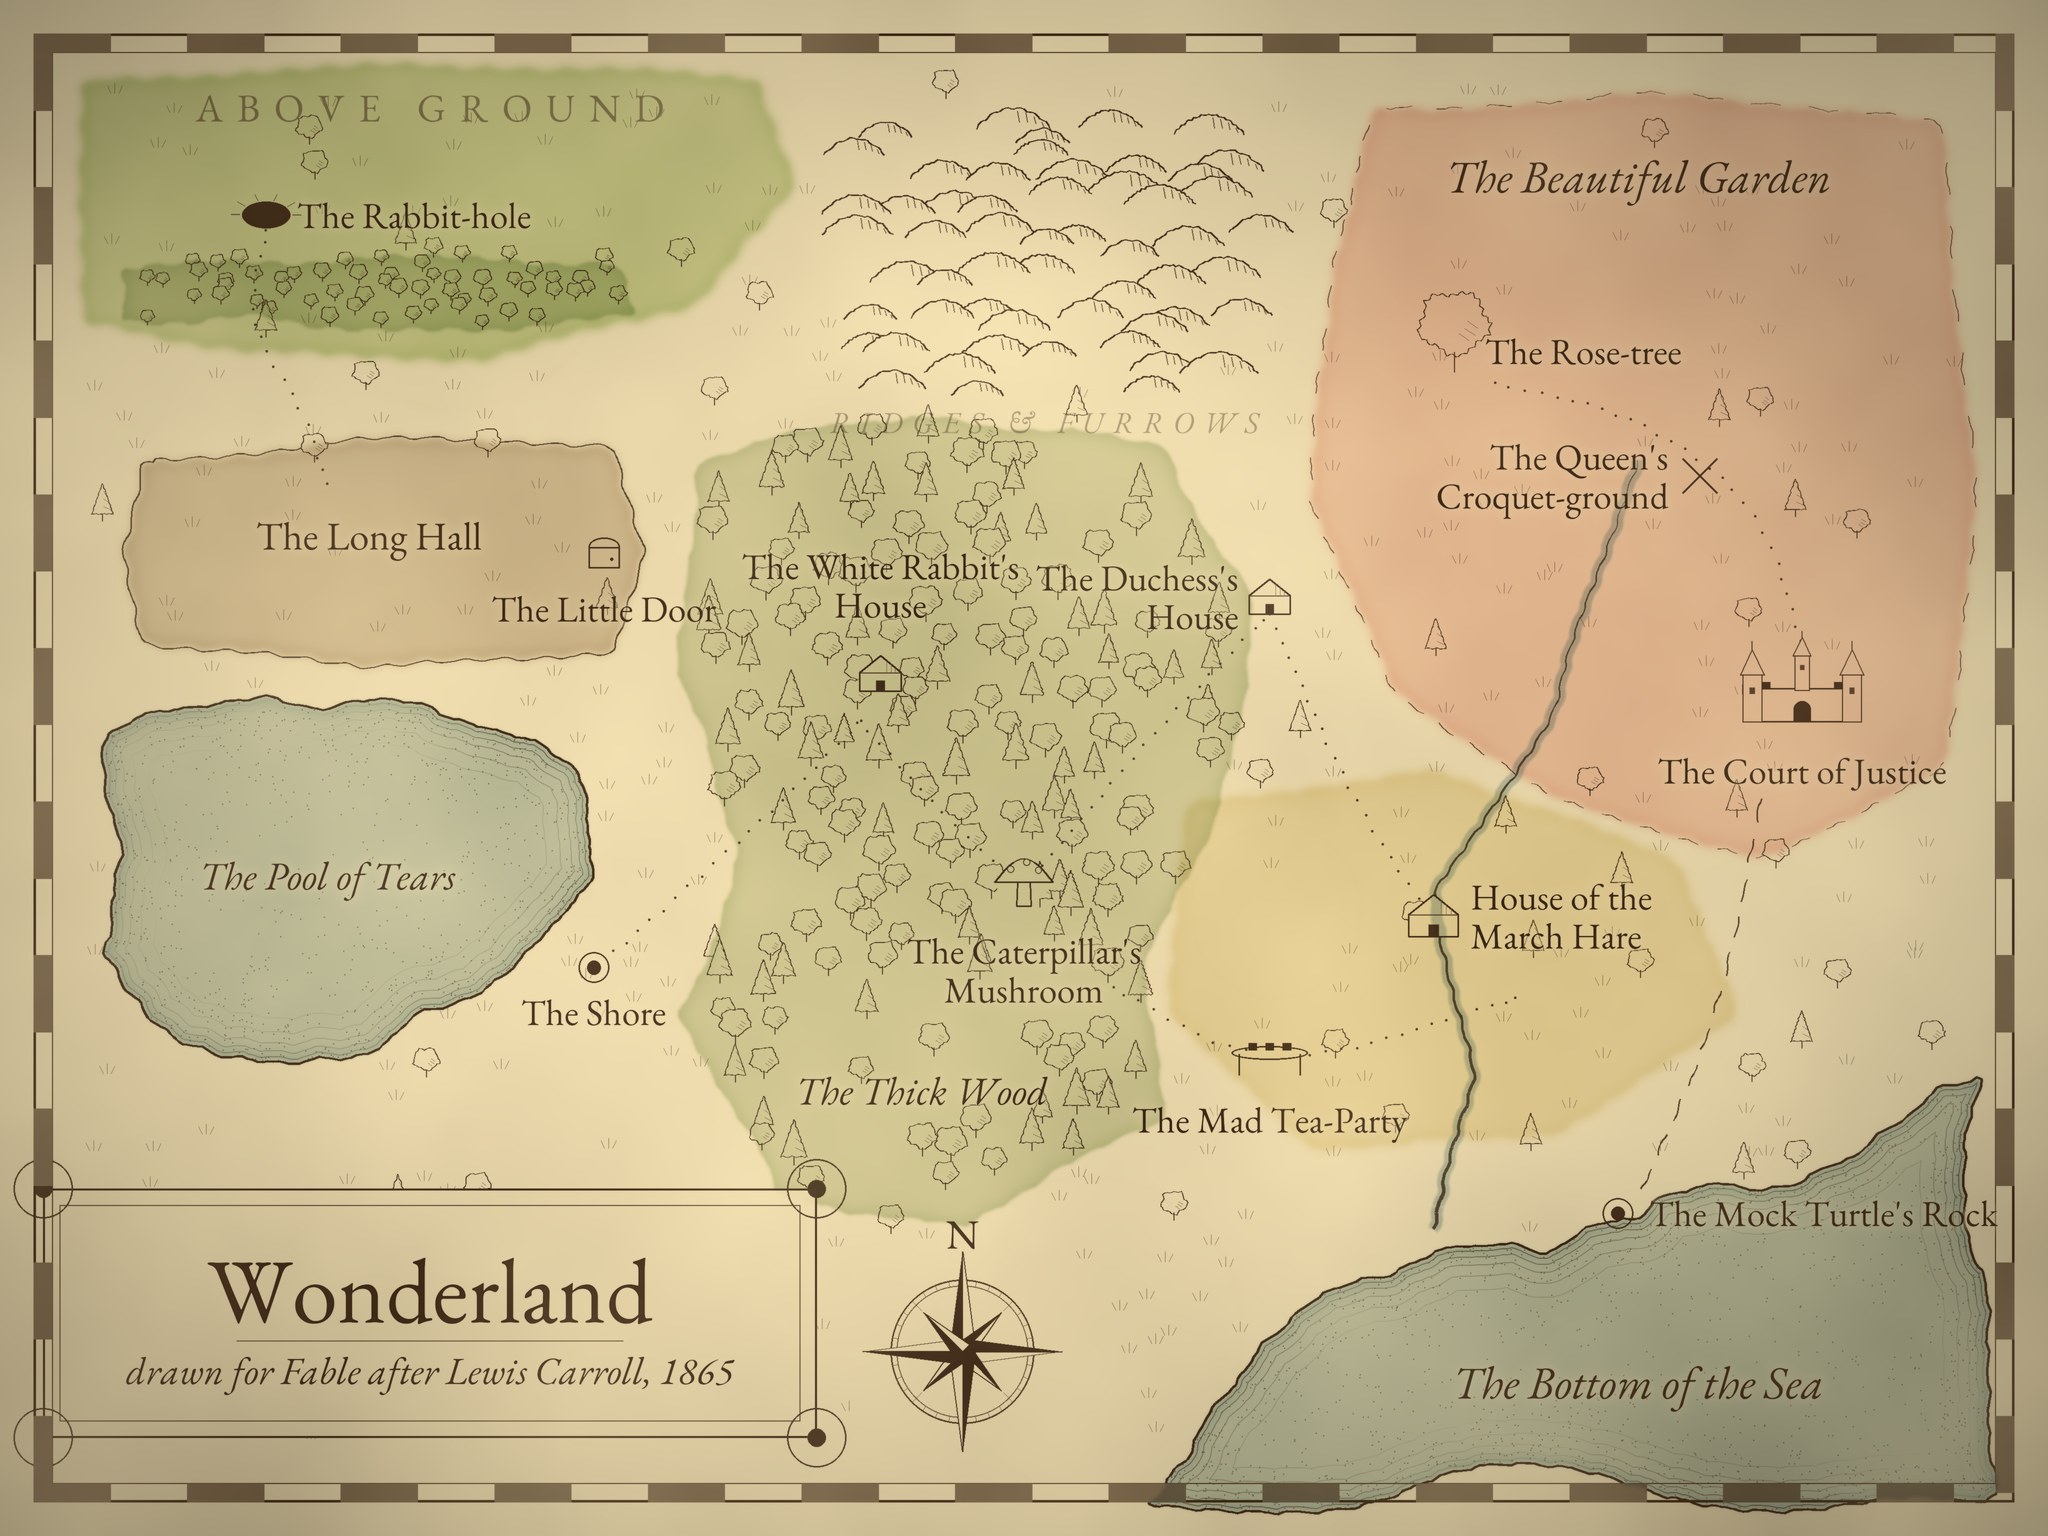 ABOVE GROUND
The Rabbit-hole
The Beautiful Garden
The Rose-tree
RIDGES & FURROWS
The Queen's
Croquet-ground
The Long Hall
The Little Door
The White Rabbit's
House
The Duchess's
House
The Court of Justice
The Pool of Tears
House of the
March Hare
The Caterpillar's
Mushroom
The Shore
The Thick Wood
The Mad Tea-Party
The Mock Turtle's Rock
N
Wonderland
drawn for Fable after Lewis Carroll, 1865
The Bottom of the Sea